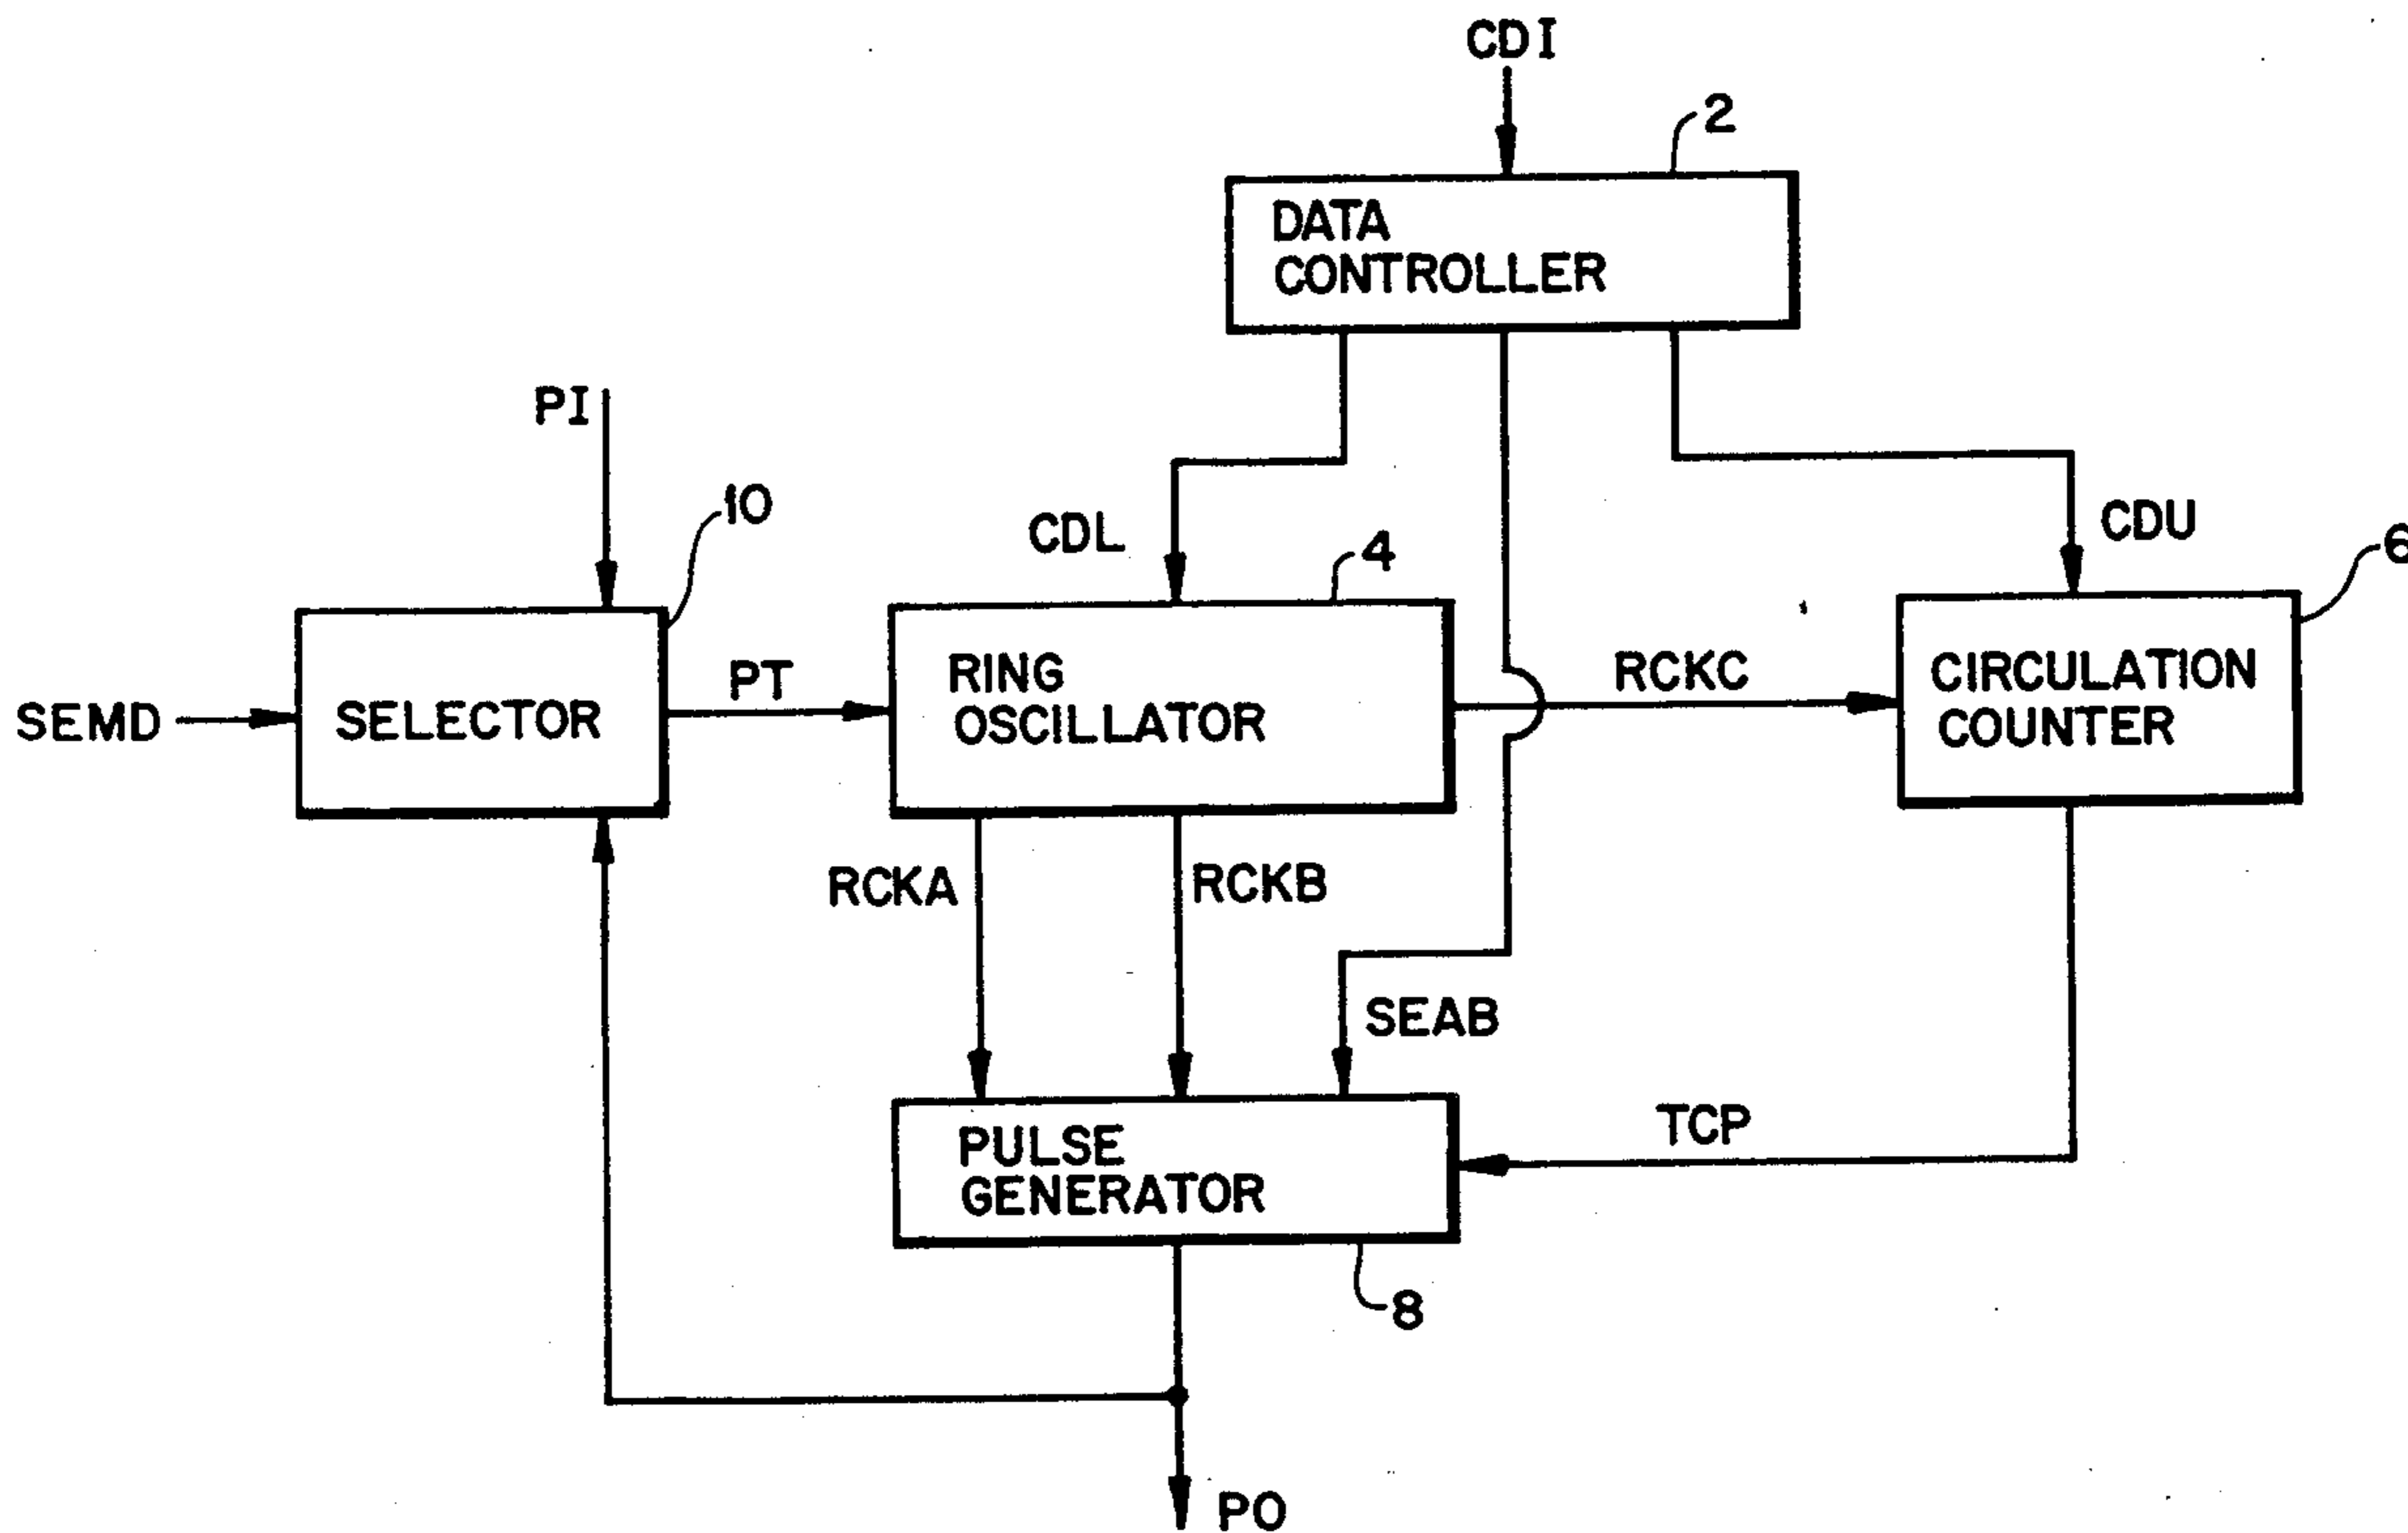 CDI
2
DATA
CONTROLLER
PI
10
CDL
4
CDU
6
SEMD
SELECTOR
PT
RING
OSCILLATOR
RCKC
CIRCULATION
COUNTER
RCKA
RCKB
SEAB
TCP
PULSE
GENERATOR
8
PO